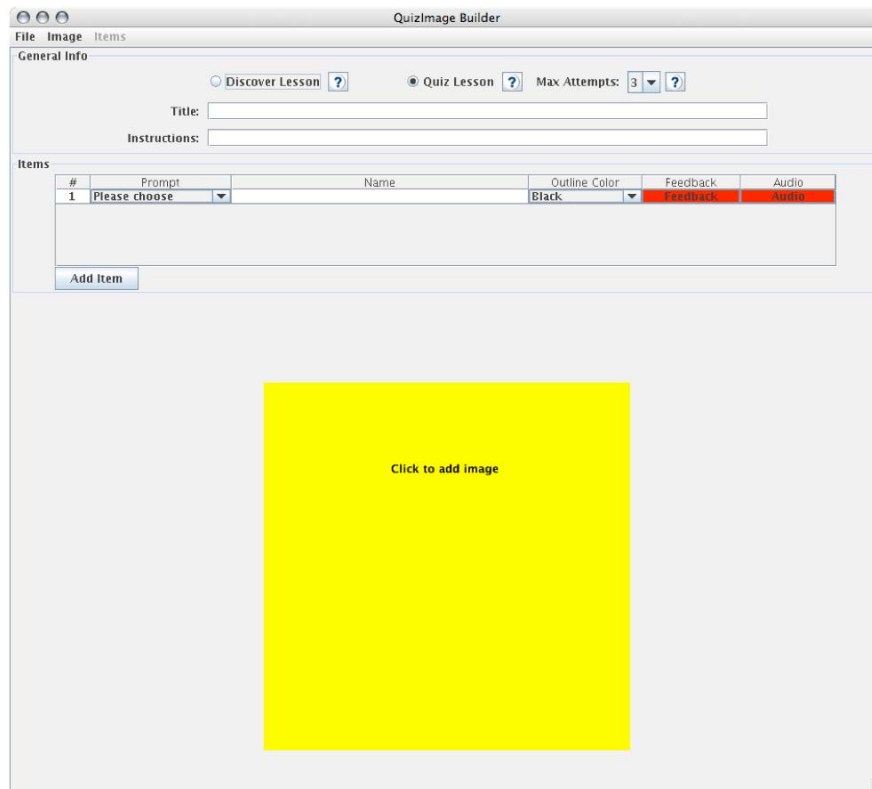 QuizImage Builder
File Image Items
General Info
Discover Lesson ? Quiz Lesson ? Max Attempts: 3 ?
Title:
Instructions:
Items
# Prompt Name Outline Color Feedback Audio
1 Please choose Black Feedback Audio
Add Item
Click to add image